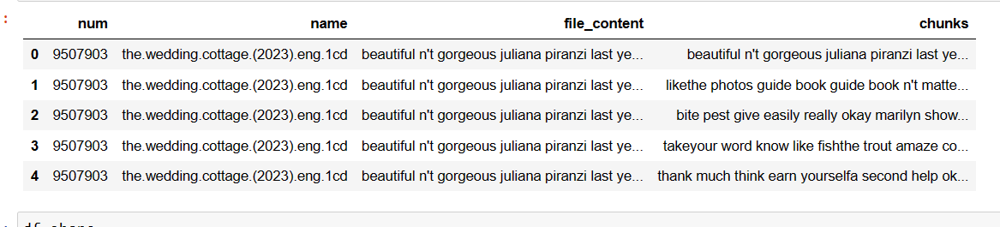 :
num name file_content chunks
0 9507903 the.wedding.cottage.(2023).eng.1cd beautiful n't gorgeous juliana piranzi last ye... beautiful n't gorgeous juliana piranzi last ye...
1 9507903 the.wedding.cottage.(2023).eng.1cd beautiful n't gorgeous juliana piranzi last ye... likethe photos guide book guide book n't matte...
2 9507903 the.wedding.cottage.(2023).eng.1cd beautiful n't gorgeous juliana piranzi last ye... bite pest give easily really okay marilyn show...
3 9507903 the.wedding.cottage.(2023).eng.1cd beautiful n't gorgeous juliana piranzi last ye... takeyour word know like fishthe trout amaze co...
4 9507903 the.wedding.cottage.(2023).eng.1cd beautiful n't gorgeous juliana piranzi last ye... thank much think earn yourselfa second help ok...